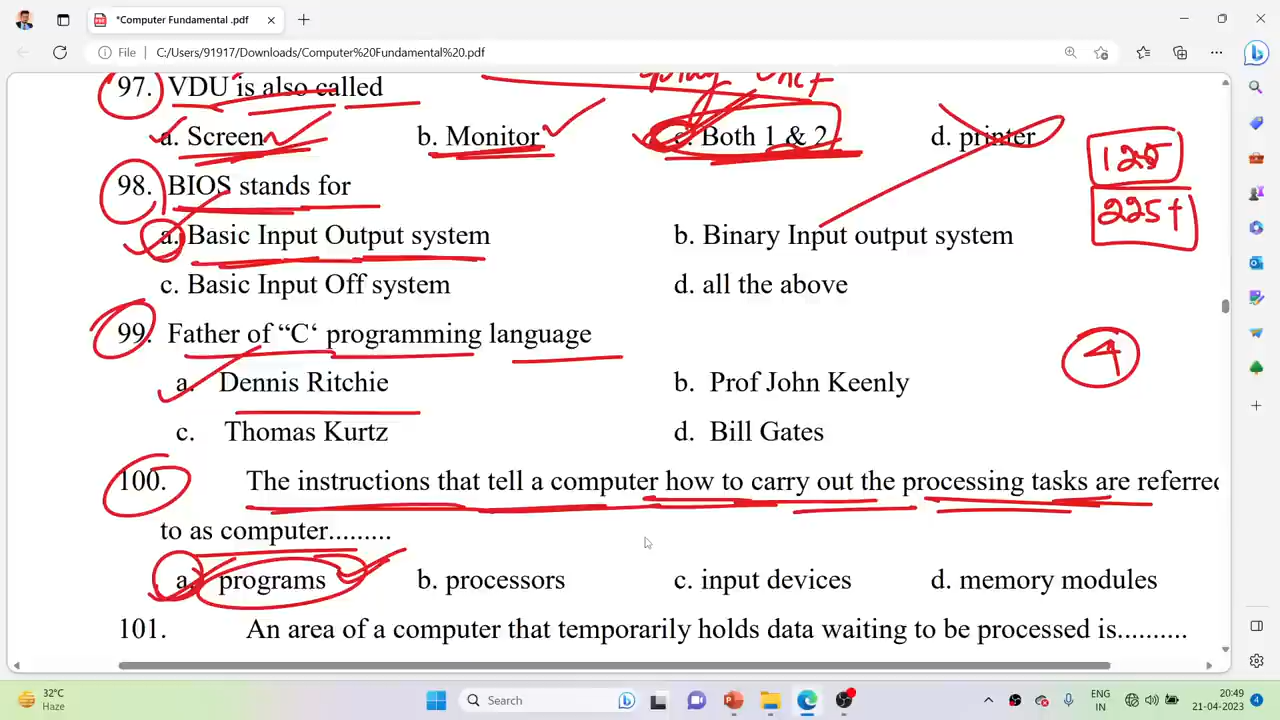 *Computer Fundamental .pdf
File C:/Users/91917/Downloads/Computer%20Fundamental%20.pdf
97. VDU is also called
a. Screen b. Monitor c. Both 1 & 2 d. printer
125
98. BIOS stands for
225+
a. Basic Input Output system b. Binary Input output system
c. Basic Input Off system d. all the above
99. Father of “C‘ programming language
4
a. Dennis Ritchie b. Prof John Keenly
c. Thomas Kurtz d. Bill Gates
100. The instructions that tell a computer how to carry out the processing tasks are referred
to as computer.........
a. programs b. processors c. input devices d. memory modules
101. An area of a computer that temporarily holds data waiting to be processed is..........
32°C
Haze
Search
ENG
IN
20:49
21-04-2023
4